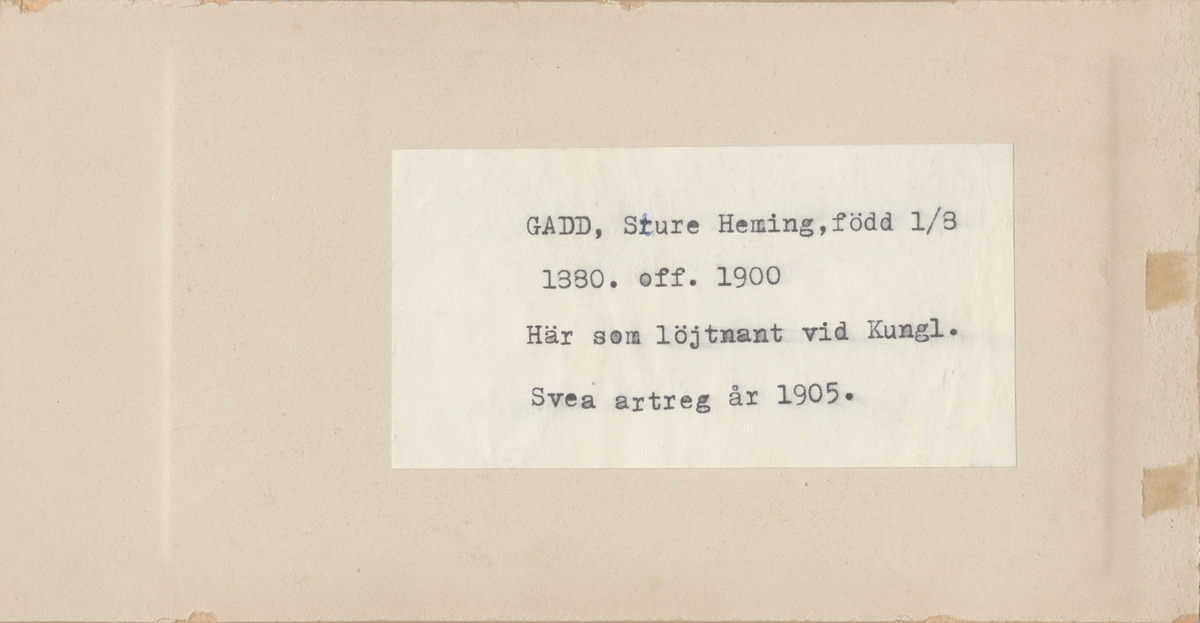 GADD, Sture Heming,född 1/8
1880. off. 1900
Här som löjtnant vid Kungl.
Svea artreg år 1905.